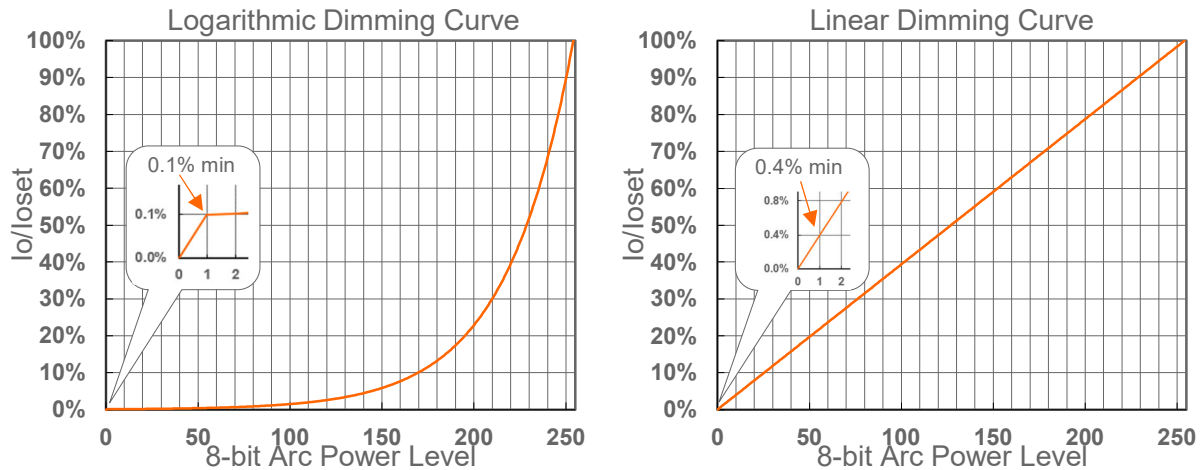 Logarithmic Dimming Curve
100%
90%
80%
70%
60%
50%
40%
30%
20%
10%
0%
Io/Ioset
0.1% min
0.1%
0.0%
0 1 2
0 50 100 150 200 250
8-bit Arc Power Level
Linear Dimming Curve
100%
90%
80%
70%
60%
50%
40%
30%
20%
10%
0%
Io/Ioset
0.4% min
0.8%
0.4%
0.0%
0 1 2
0 50 100 150 200 250
8-bit Arc Power Level